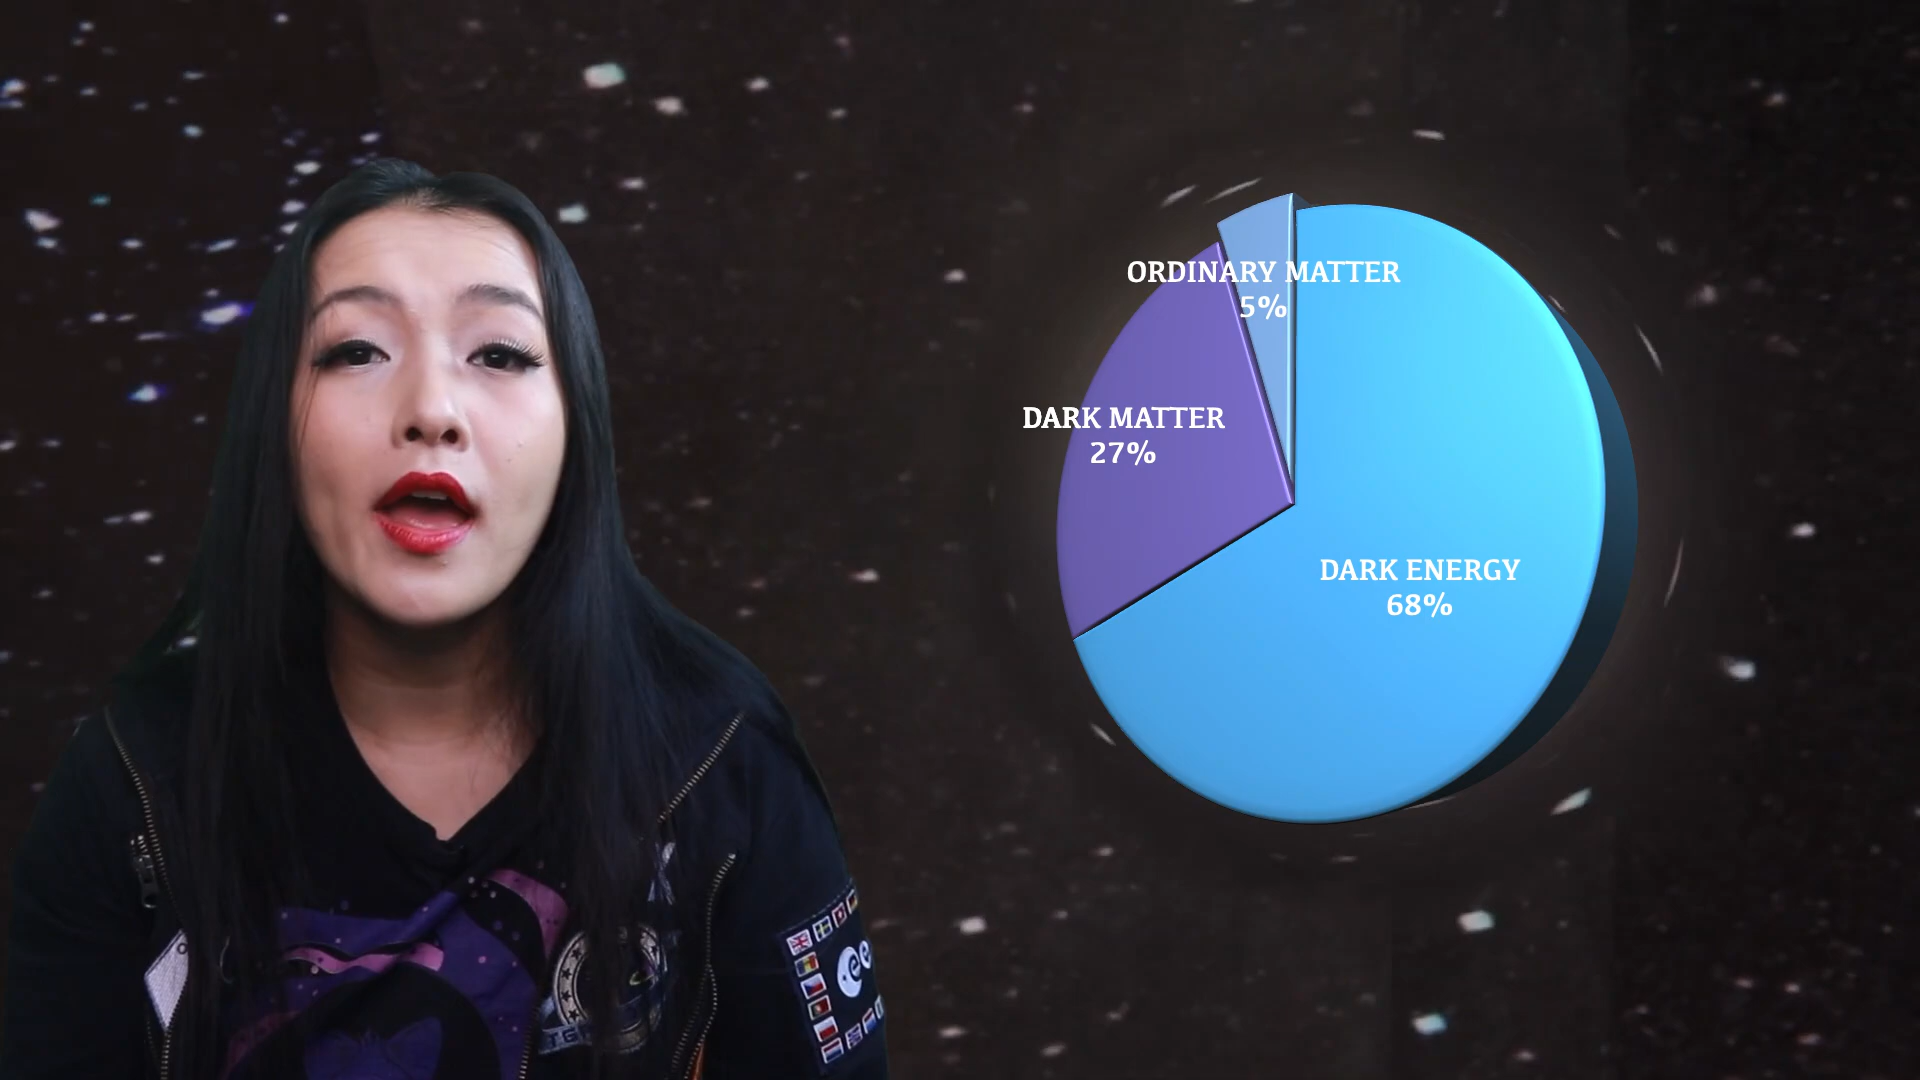 ORDINARY MATTER
5%
DARK MATTER
27%
DARK ENERGY
68%